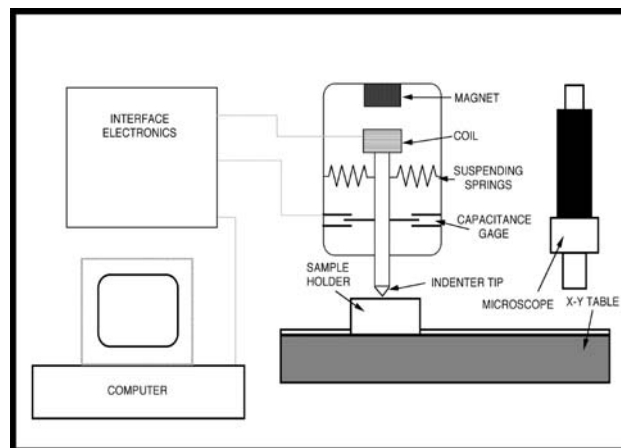 INTERFACE
ELECTRONICS
MAGNET
COIL
SUSPENDING
SPRINGS
CAPACITANCE
GAGE
SAMPLE
HOLDER
INDENTER TIP
MICROSCOPE
X-Y TABLE
COMPUTER